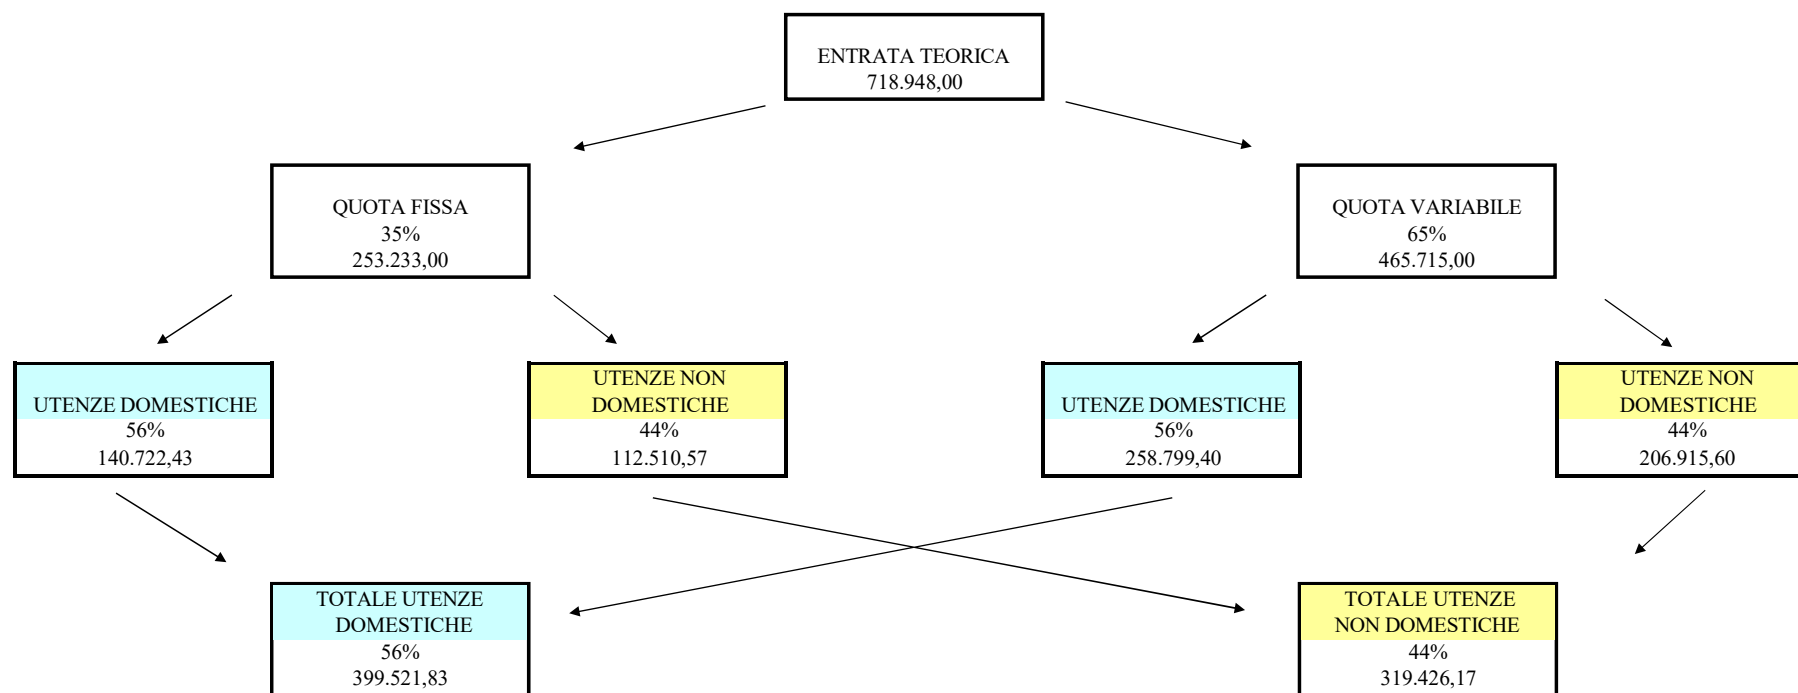 ENTRATA TEORICA
718.948,00
QUOTA FISSA
35%
253.233,00
QUOTA VARIABILE
65%
465.715,00
UTENZE DOMESTICHE
56%
140.722,43
UTENZE NON
DOMESTICHE
44%
112.510,57
UTENZE DOMESTICHE
56%
258.799,40
UTENZE NON
DOMESTICHE
44%
206.915,60
TOTALE UTENZE
DOMESTICHE
56%
399.521,83
TOTALE UTENZE
NON DOMESTICHE
44%
319.426,17